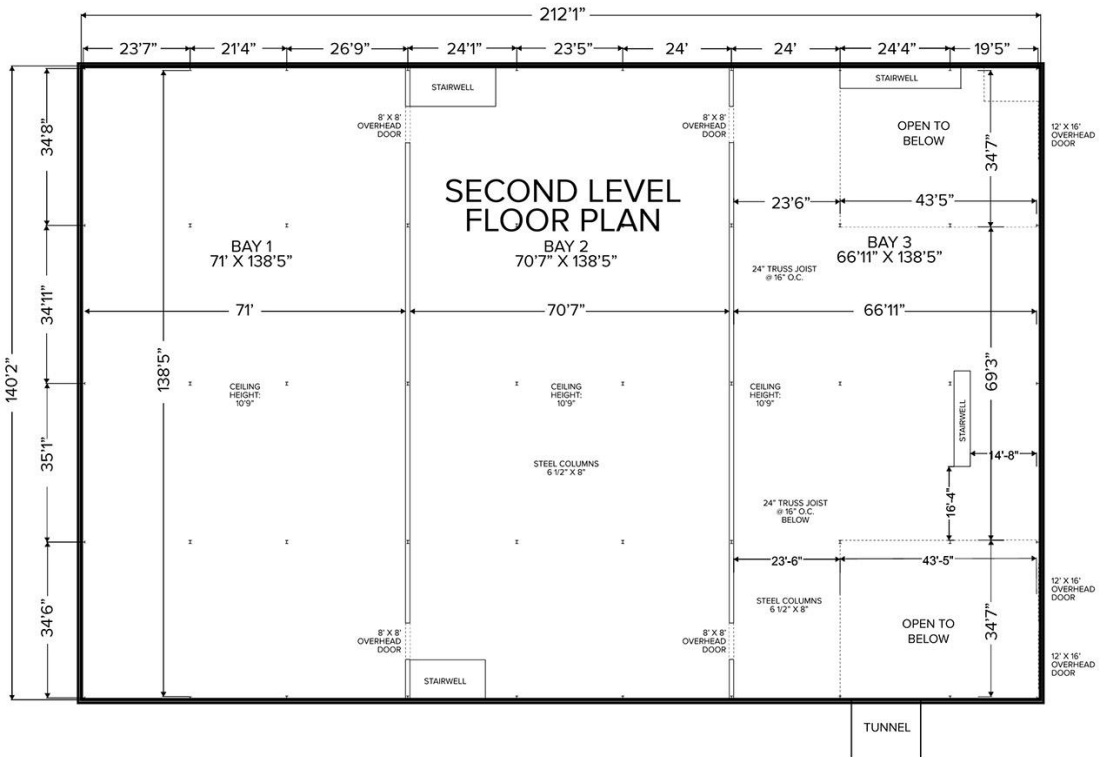 212'1"
23'7"
21'4"
26'9"
24'1"
23'5"
24'
24'
24'4"
19'5"
STAIRWELL
STAIRWELL
8' X 8'
OVERHEAD
DOOR
8' X 8'
OVERHEAD
DOOR
OPEN TO
BELOW
12' X 16'
OVERHEAD
DOOR
34'8"
34'7"
SECOND LEVEL
FLOOR PLAN
23'6"
43'5"
BAY 1
71' X 138'5"
BAY 2
70'7" X 138'5"
BAY 3
66'11" X 138'5"
24" TRUSS JOIST
@ 16" O.C.
34'11"
71'
70'7"
66'11"
140'2"
138'5"
69'3"
CEILING
HEIGHT:
10'9"
CEILING
HEIGHT:
10'9"
CEILING
HEIGHT:
10'9"
STAIRWELL
35'1"
14'-8"
STEEL COLUMNS
6 1/2" X 8"
16'-4"
24" TRUSS JOIST
@ 16" O.C.
BELOW
23'-6"
43'-5"
34'6"
STEEL COLUMNS
6 1/2" X 8"
12' X 16'
OVERHEAD
DOOR
34'7"
8' X 8'
OVERHEAD
DOOR
8' X 8'
OVERHEAD
DOOR
OPEN TO
BELOW
12' X 16'
OVERHEAD
DOOR
STAIRWELL
TUNNEL